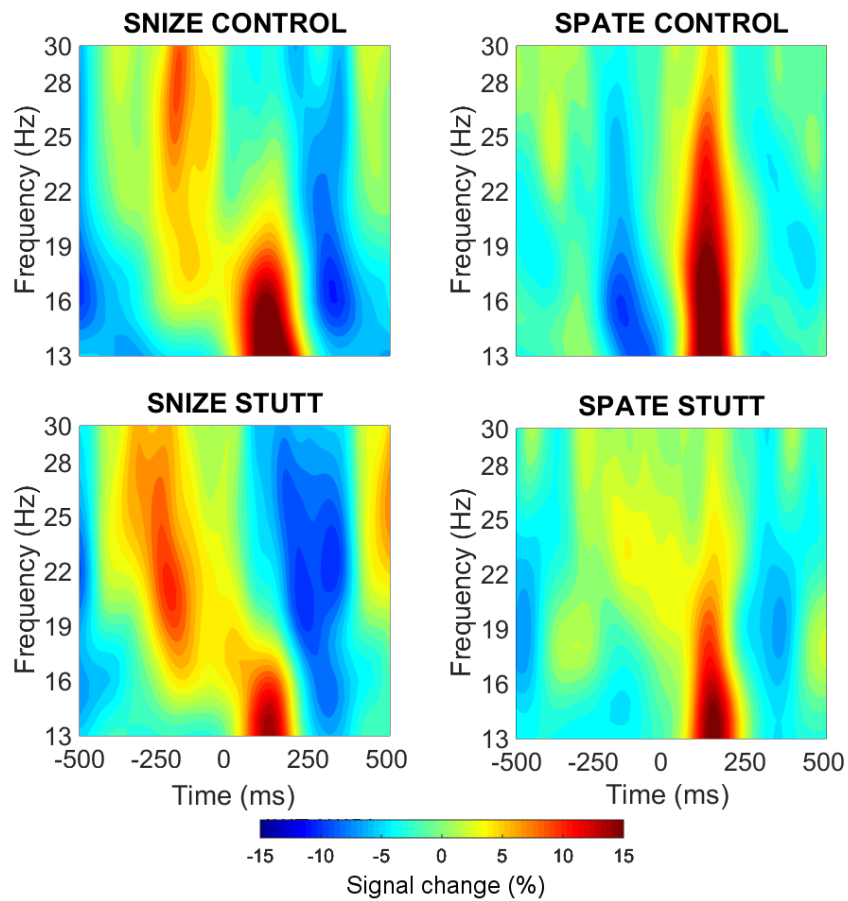 SNIZE CONTROL
30
28
25
22
19
16
13
Frequency (Hz)
SPATE CONTROL
30
28
25
22
19
16
13
Frequency (Hz)
SNIZE STUTT
30
28
25
22
19
16
13
Frequency (Hz)
-500 -250 0 250 500
Time (ms)
SPATE STUTT
30
28
25
22
19
16
13
Frequency (Hz)
-500 -250 0 250 500
Time (ms)
-15 -10 -5 0 5 10 15
Signal change (%)